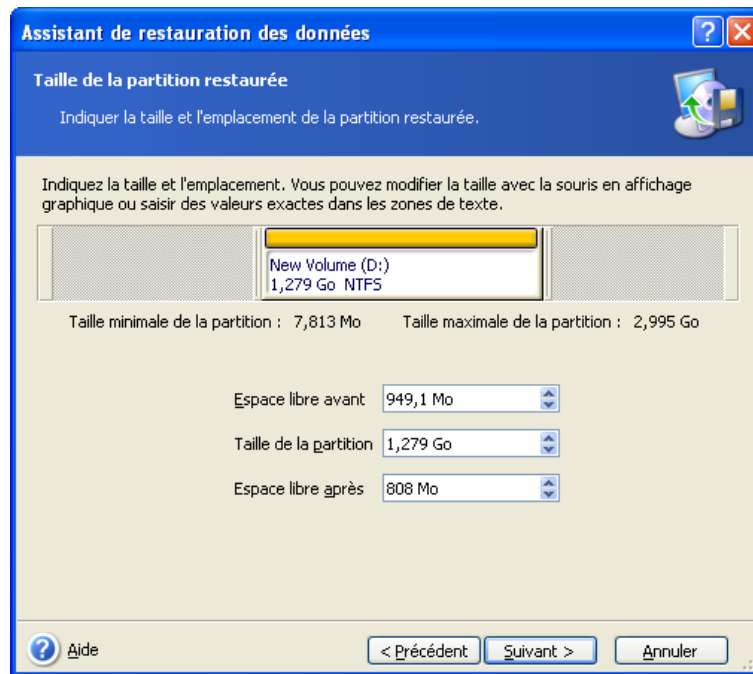 Assistant de restauration des données
Taille de la partition restaurée
Indiquer la taille et l'emplacement de la partition restaurée.
Indiquez la taille et l'emplacement. Vous pouvez modifier la taille avec la souris en affichage
graphique ou saisir des valeurs exactes dans les zones de texte.
New Volume (D:)
1,279 Go NTFS
Taille minimale de la partition : 7,813 Mo Taille maximale de la partition : 2,995 Go
Espace libre avant 949,1 Mo
Taille de la partition 1,279 Go
Espace libre après 808 Mo
Aide < Précédent Suivant > Annuler